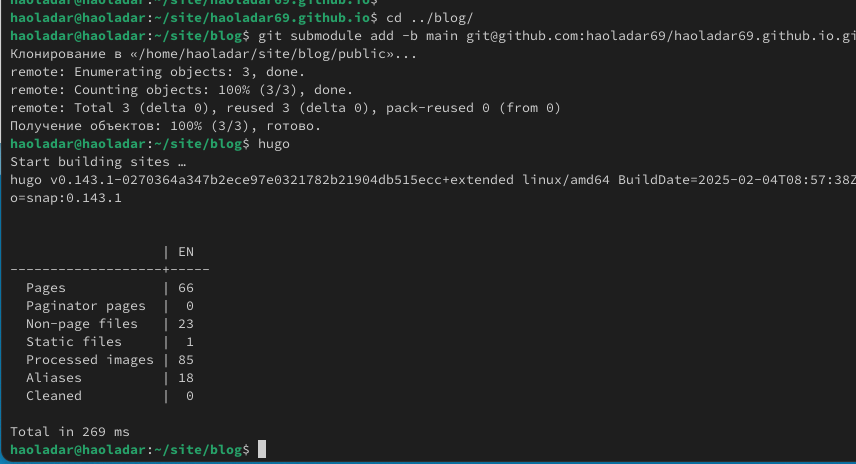 haoladar@haoladar:~/site/haoladar69.github.io$
haoladar@haoladar:~/site/haoladar69.github.io$ cd ../blog/
haoladar@haoladar:~/site/blog$ git submodule add -b main git@github.com:haoladar69/haoladar69.github.io.gi
Клонирование в «/home/haoladar/site/blog/public»...
remote: Enumerating objects: 3, done.
remote: Counting objects: 100% (3/3), done.
remote: Total 3 (delta 0), reused 3 (delta 0), pack-reused 0 (from 0)
Получение объектов: 100% (3/3), готово.
haoladar@haoladar:~/site/blog$ hugo
Start building sites …
hugo v0.143.1-0270364a347b2ece97e0321782b21904db515ecc+extended linux/amd64 BuildDate=2025-02-04T08:57:38Z
o=snap:0.143.1
| EN
-------------------+-----
Pages | 66
Paginator pages | 0
Non-page files | 23
Static files | 1
Processed images | 85
Aliases | 18
Cleaned | 0
Total in 269 ms
haoladar@haoladar:~/site/blog$